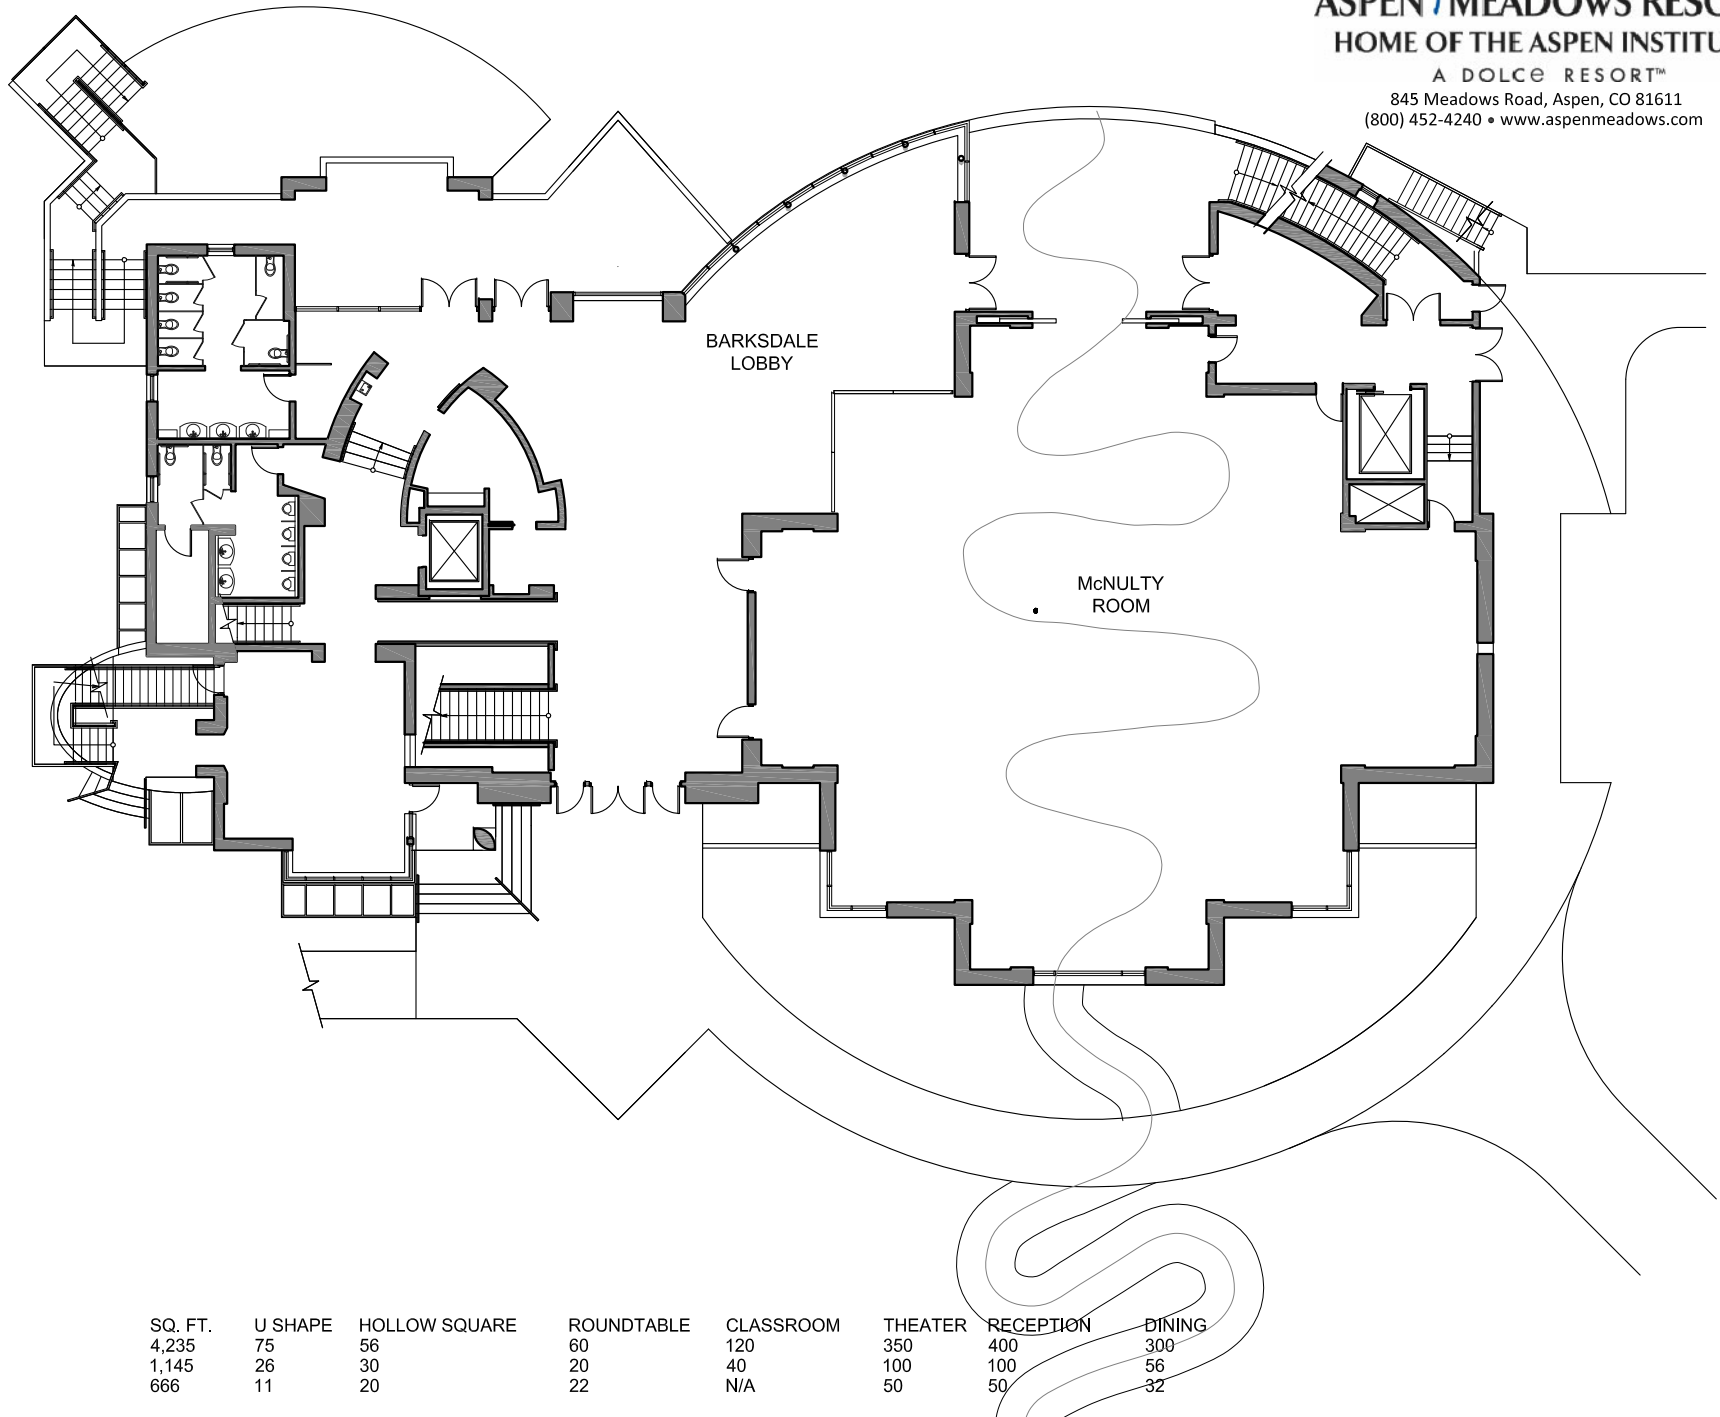 ASPEN MEADOWS RESO
HOME OF THE ASPEN INSTITU
A DOLCE RESORT™
845 Meadows Road, Aspen, CO 81611
(800) 452-4240 • www.aspenmeadows.com
BARKSDALE
LOBBY
McNULTY
ROOM
SQ. FT. U SHAPE HOLLOW SQUARE ROUNDTABLE CLASSROOM THEATER RECEPTION DINING
4,235 75 56 60 120 350 400 300
1,145 26 30 20 40 100 100 56
666 11 20 22 N/A 50 50 32